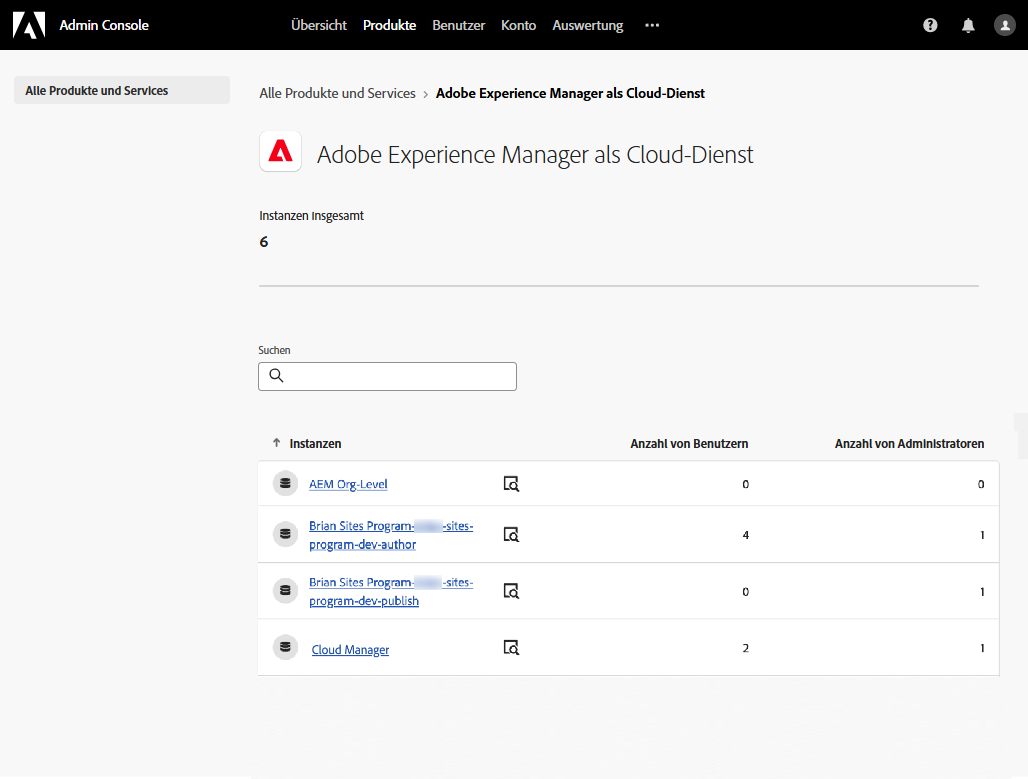 Admin Console
Übersicht Produkte Benutzer Konto Auswertung •••
Alle Produkte und Services
Alle Produkte und Services › Adobe Experience Manager als Cloud-Dienst
Adobe Experience Manager als Cloud-Dienst
Instanzen insgesamt
6
Suchen
↑ Instanzen Anzahl von Benutzern Anzahl von Administratoren
AEM Org-Level 0 0
Brian Sites Program- -sites-
program-dev-author 4 1
Brian Sites Program- -sites-
program-dev-publish 0 1
Cloud Manager 2 1